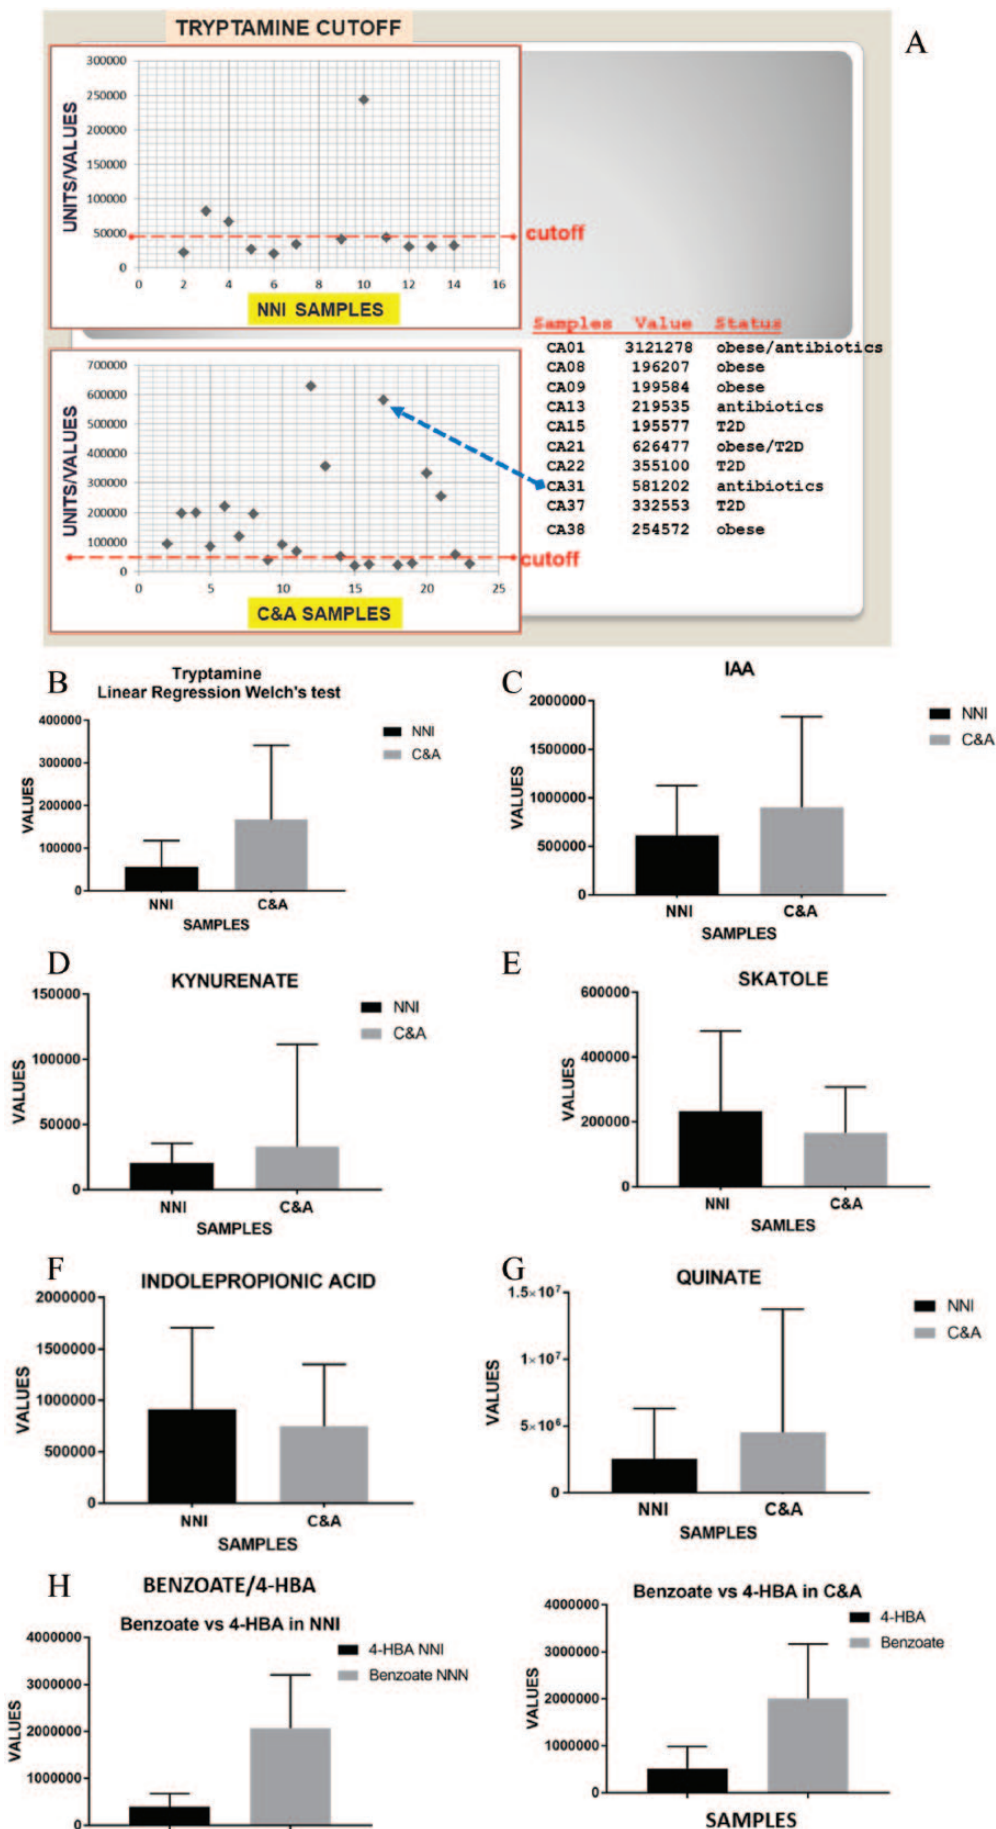 TRYPTAMINE CUTOFF
A
UNITS/VALUES
300000
250000
200000
150000
100000
50000
0
0 2 4 6 8 10 12 14 16
cutoff
NNI SAMPLES
Samples Value Status
CA01 3121278 obese/antibiotics
CA08 196207 obese
CA09 199584 obese
CA13 219535 antibiotics
CA15 195577 T2D
CA21 626477 obese/T2D
CA22 355100 T2D
CA31 581202 antibiotics
CA37 332553 T2D
CA38 254572 obese
UNITS/VALUES
700000
600000
500000
400000
300000
200000
100000
0
0 5 10 15 20 25
cutoff
C&A SAMPLES
B
Tryptamine
Linear Regression Welch's test
VALUES
400000
300000
200000
100000
0
NNI
C&A
NNI C&A
SAMPLES
C
IAA
VALUES
2000000
1500000
1000000
500000
0
NNI
C&A
NNI C&A
SAMPLES
D
KYNURENATE
VALUES
150000
100000
50000
0
NNI
C&A
NNI C&A
SAMPLES
E
SKATOLE
VALUES
600000
400000
200000
0
NNI C&A
SAMLES
F
INDOLEPROPIONIC ACID
VALUES
2000000
1500000
1000000
500000
0
NNI C&A
SAMPLES
G
QUINATE
VALUES
1.5×10⁷
1×10⁷
5×10⁶
0
NNI
C&A
NNI C&A
SAMPLES
H
BENZOATE/4-HBA
Benzoate vs 4-HBA in NNI
VALUES
4000000
3000000
2000000
1000000
0
4-HBA NNI
Benzoate NNN
Benzoate vs 4-HBA in C&A
VALUES
4000000
3000000
2000000
1000000
0
4-HBA
Benzoate
SAMPLES